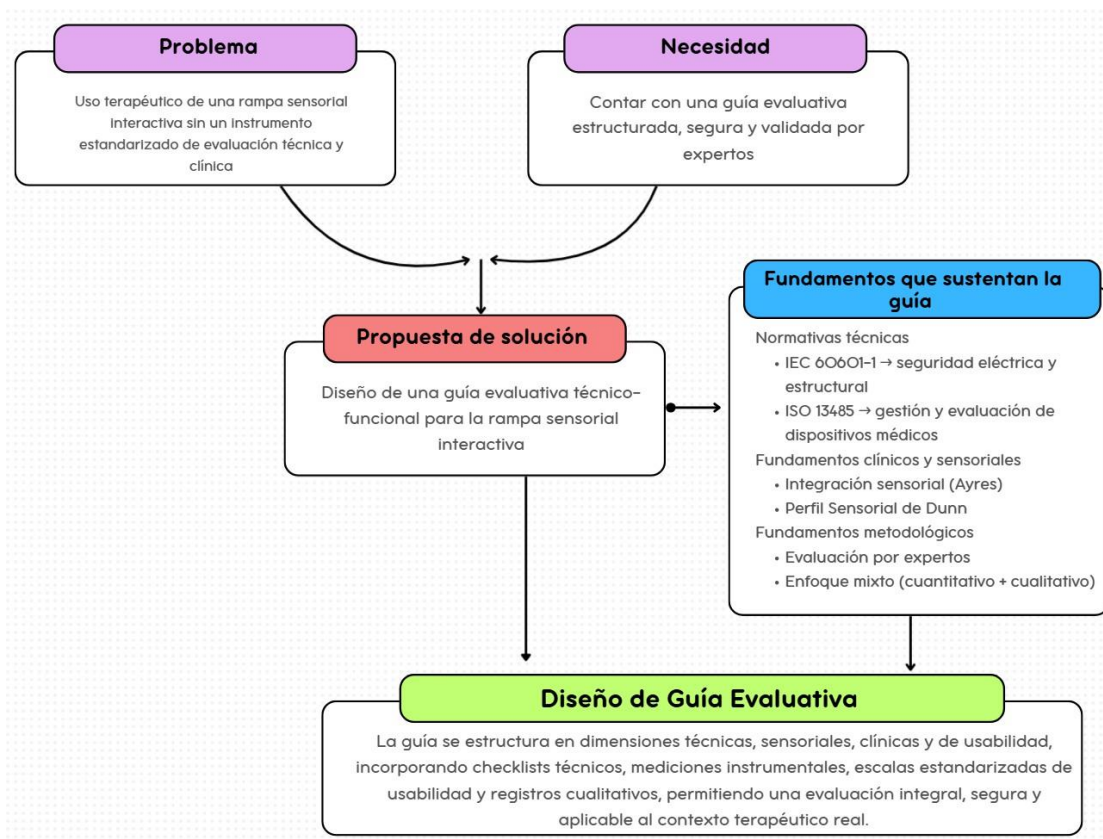 Problema
Uso terapéutico de una rampa sensorial
interactiva sin un instrumento
estandarizado de evaluación técnica y
clínica
Necesidad
Contar con una guía evaluativa
estructurada, segura y validada por
expertos
Propuesta de solución
Diseño de una guía evaluativa técnico-
funcional para la rampa sensorial
interactiva
Fundamentos que sustentan la
guía
Normativas técnicas
• IEC 60601-1 → seguridad eléctrica y
estructural
• ISO 13485 → gestión y evaluación de
dispositivos médicos
Fundamentos clínicos y sensoriales
• Integración sensorial (Ayres)
• Perfil Sensorial de Dunn
Fundamentos metodológicos
• Evaluación por expertos
• Enfoque mixto (cuantitativo + cualitativo)
Diseño de Guía Evaluativa
La guía se estructura en dimensiones técnicas, sensoriales, clínicas y de usabilidad,
incorporando checklists técnicos, mediciones instrumentales, escalas estandarizadas de
usabilidad y registros cualitativos, permitiendo una evaluación integral, segura y
aplicable al contexto terapéutico real.